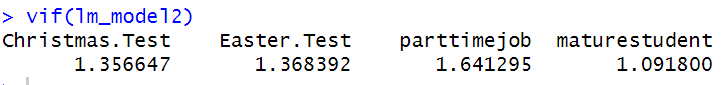 > vif(lm_model2)
Christmas.Test    Easter.Test    parttimejob  maturestudent
      1.356647       1.368392       1.641295       1.091800